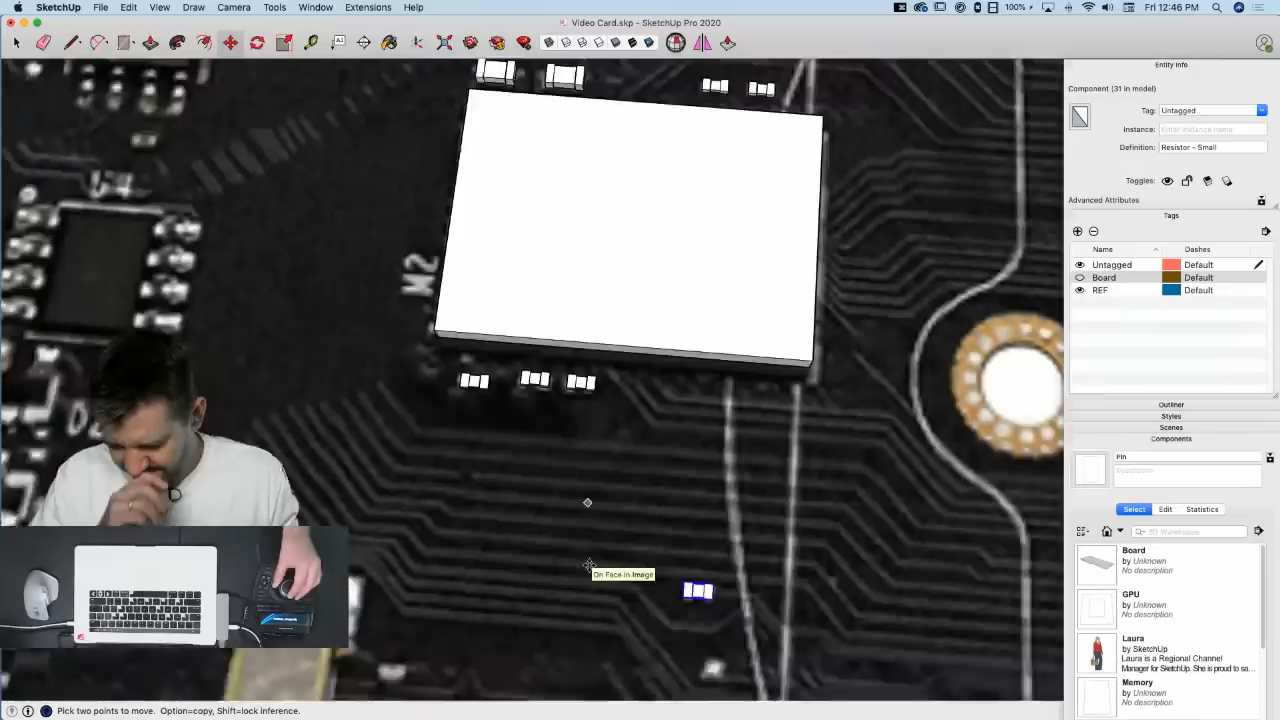 SketchUp File Edit View Draw Camera Tools Window Extensions Help
100% Fri 12:46 PM
Video Card.skp - SketchUp Pro 2020
Entity Info
Component (31 in model)
Tag: Untagged
Instance: Enter instance name
Definition: Resistor - Small
Toggles:
Advanced Attributes
Tags
Name Dashes
Untagged Default
Board Default
REF Default
Outliner
Styles
Scenes
Components
Pin
Description
Select Edit Statistics
3D Warehouse
Board
by Unknown
No description
GPU
by Unknown
No description
Laura
by SketchUp
Laura is a Regional Channel
Manager for SketchUp. She is proud to sa...
Memory
by Unknown
No description
M2
On Face in Image
Pick two points to move. Option=copy, Shift=lock inference.